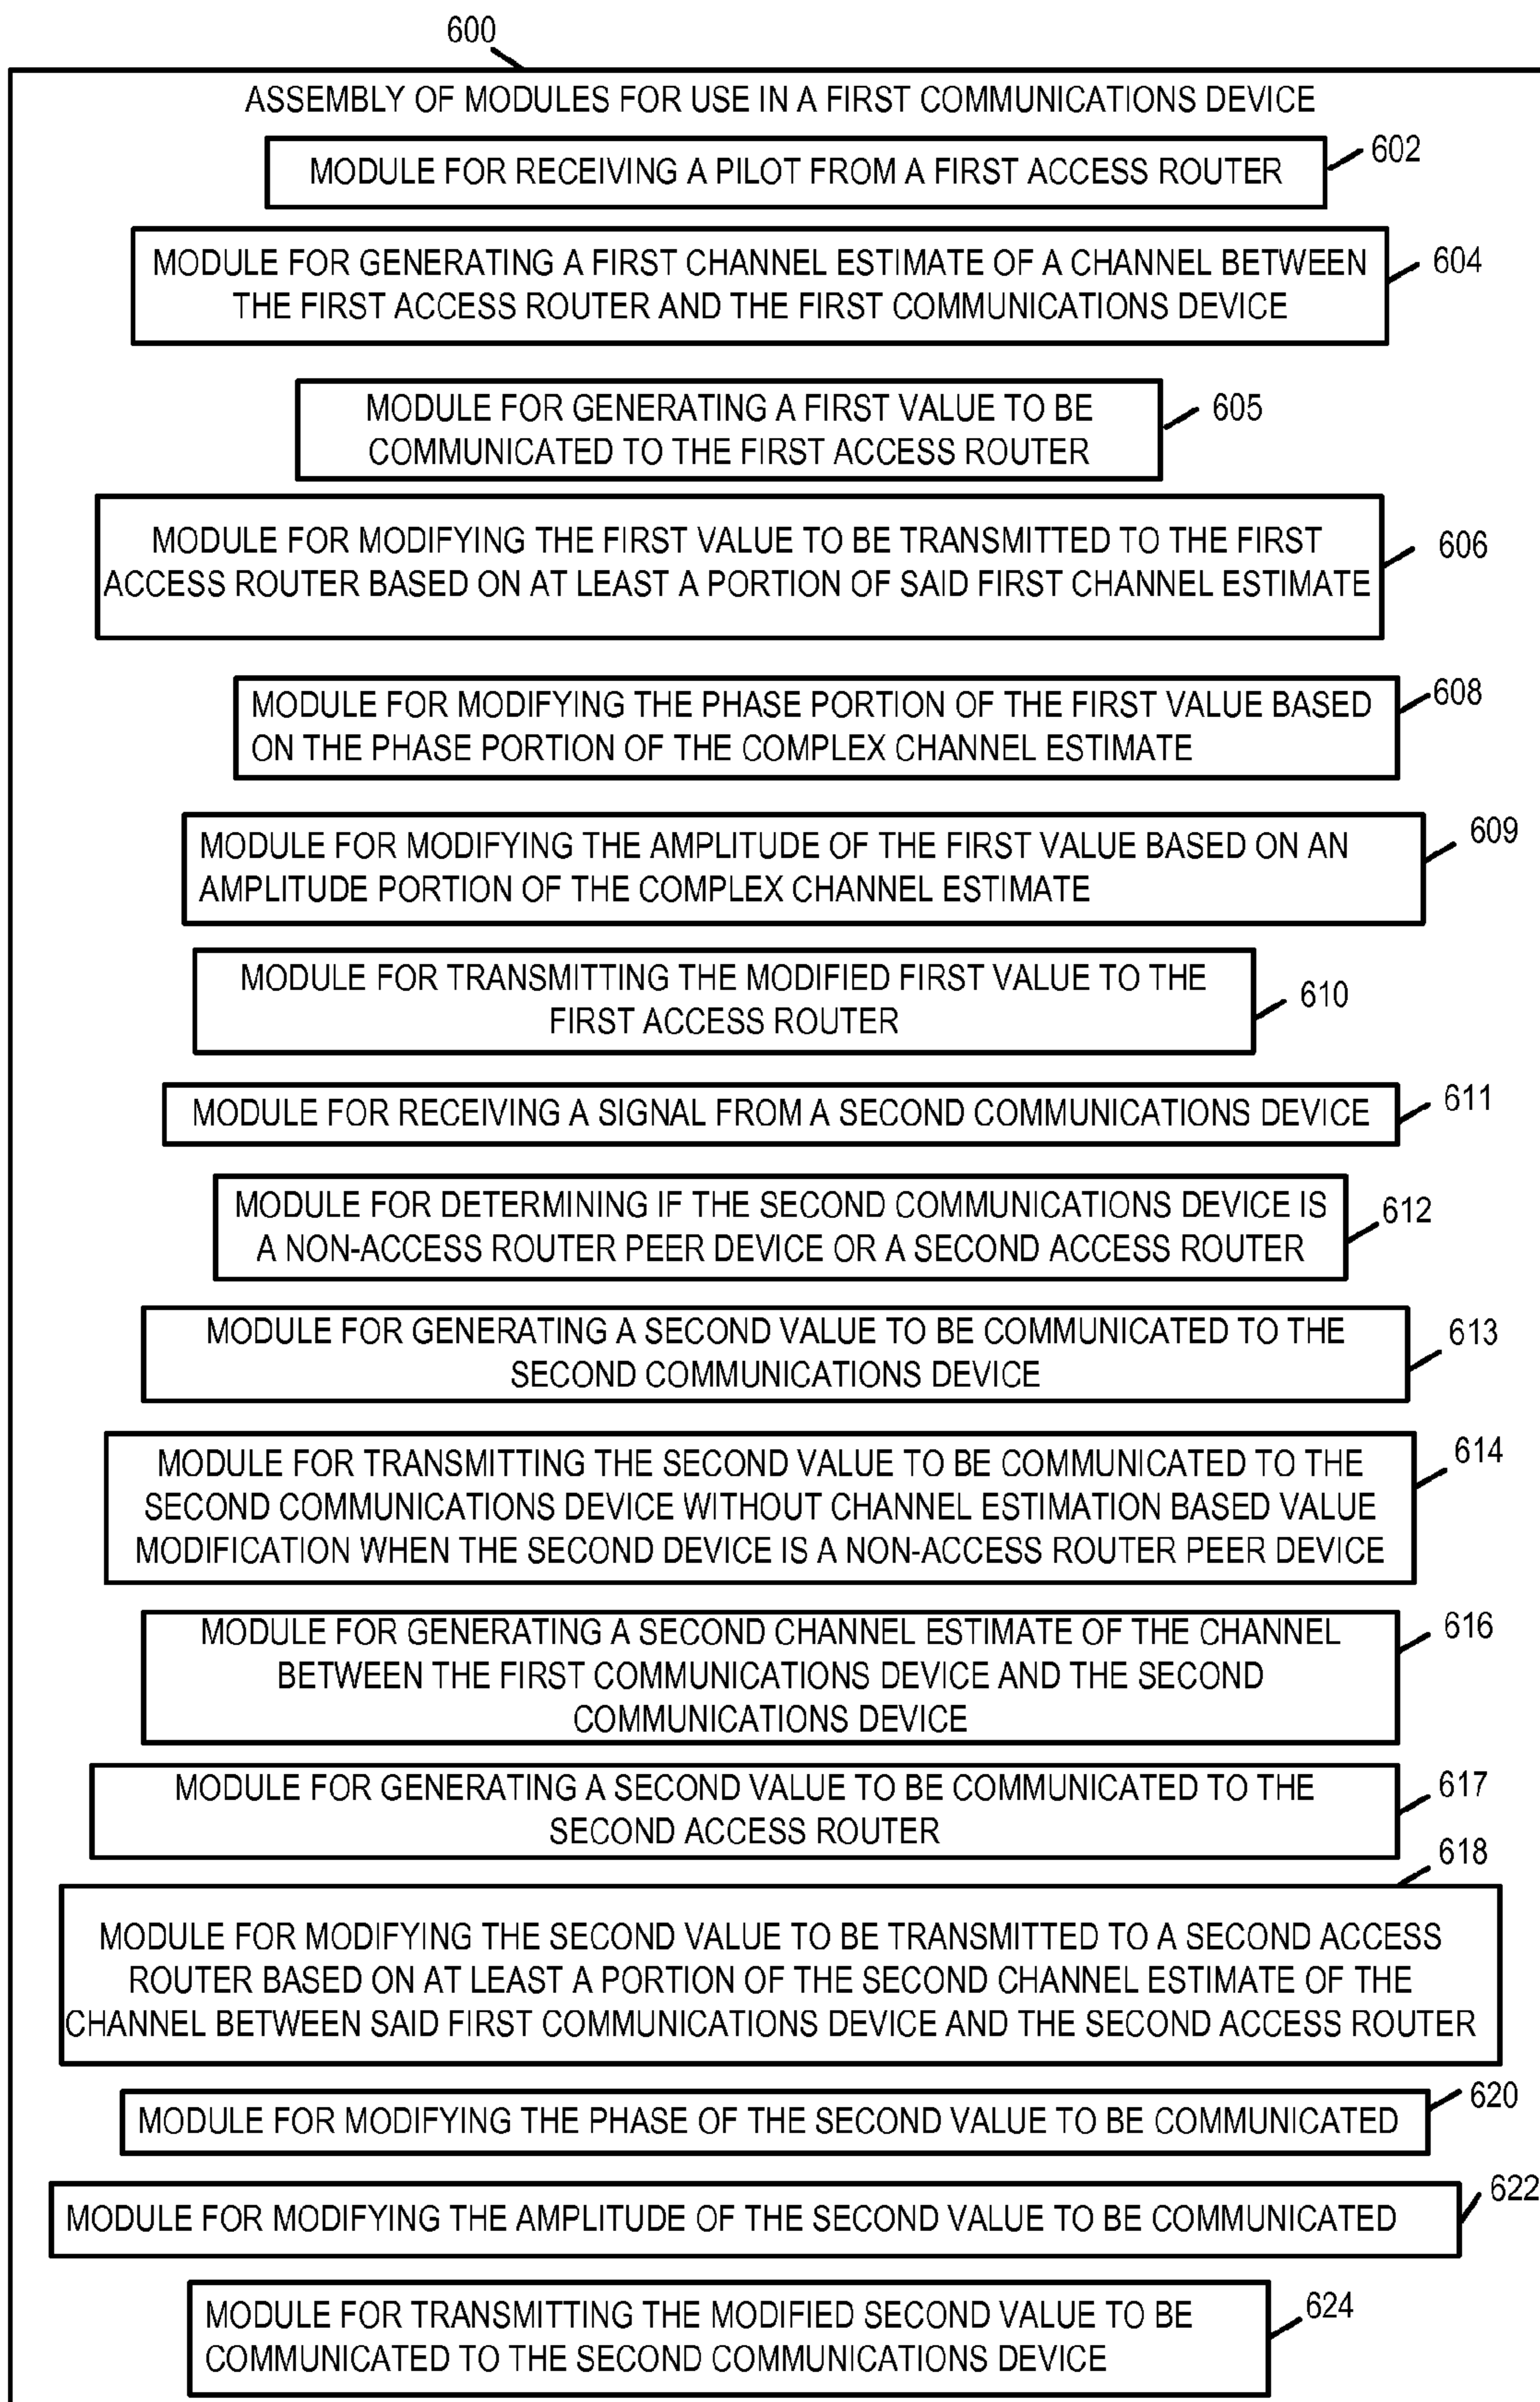 600
ASSEMBLY OF MODULES FOR USE IN A FIRST COMMUNICATIONS DEVICE
MODULE FOR RECEIVING A PILOT FROM A FIRST ACCESS ROUTER
602
MODULE FOR GENERATING A FIRST CHANNEL ESTIMATE OF A CHANNEL BETWEEN
THE FIRST ACCESS ROUTER AND THE FIRST COMMUNICATIONS DEVICE
604
MODULE FOR GENERATING A FIRST VALUE TO BE
COMMUNICATED TO THE FIRST ACCESS ROUTER
605
MODULE FOR MODIFYING THE FIRST VALUE TO BE TRANSMITTED TO THE FIRST
ACCESS ROUTER BASED ON AT LEAST A PORTION OF SAID FIRST CHANNEL ESTIMATE
606
MODULE FOR MODIFYING THE PHASE PORTION OF THE FIRST VALUE BASED
ON THE PHASE PORTION OF THE COMPLEX CHANNEL ESTIMATE
608
MODULE FOR MODIFYING THE AMPLITUDE OF THE FIRST VALUE BASED ON AN
AMPLITUDE PORTION OF THE COMPLEX CHANNEL ESTIMATE
609
MODULE FOR TRANSMITTING THE MODIFIED FIRST VALUE TO THE
FIRST ACCESS ROUTER
610
MODULE FOR RECEIVING A SIGNAL FROM A SECOND COMMUNICATIONS DEVICE
611
MODULE FOR DETERMINING IF THE SECOND COMMUNICATIONS DEVICE IS
A NON-ACCESS ROUTER PEER DEVICE OR A SECOND ACCESS ROUTER
612
MODULE FOR GENERATING A SECOND VALUE TO BE COMMUNICATED TO THE
SECOND COMMUNICATIONS DEVICE
613
MODULE FOR TRANSMITTING THE SECOND VALUE TO BE COMMUNICATED TO THE
SECOND COMMUNICATIONS DEVICE WITHOUT CHANNEL ESTIMATION BASED VALUE
MODIFICATION WHEN THE SECOND DEVICE IS A NON-ACCESS ROUTER PEER DEVICE
614
MODULE FOR GENERATING A SECOND CHANNEL ESTIMATE OF THE CHANNEL
BETWEEN THE FIRST COMMUNICATIONS DEVICE AND THE SECOND
COMMUNICATIONS DEVICE
616
MODULE FOR GENERATING A SECOND VALUE TO BE COMMUNICATED TO THE
SECOND ACCESS ROUTER
617
618
MODULE FOR MODIFYING THE SECOND VALUE TO BE TRANSMITTED TO A SECOND ACCESS
ROUTER BASED ON AT LEAST A PORTION OF THE SECOND CHANNEL ESTIMATE OF THE
CHANNEL BETWEEN SAID FIRST COMMUNICATIONS DEVICE AND THE SECOND ACCESS ROUTER
MODULE FOR MODIFYING THE PHASE OF THE SECOND VALUE TO BE COMMUNICATED
620
MODULE FOR MODIFYING THE AMPLITUDE OF THE SECOND VALUE TO BE COMMUNICATED
622
MODULE FOR TRANSMITTING THE MODIFIED SECOND VALUE TO BE
COMMUNICATED TO THE SECOND COMMUNICATIONS DEVICE
624